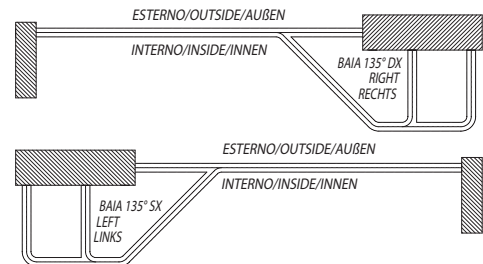 ESTERNO/OUTSIDE/AUßEN
INTERNO/INSIDE/INNEN
BAIA 135° DX
RIGHT
RECHTS
ESTERNO/OUTSIDE/AUßEN
INTERNO/INSIDE/INNEN
BAIA 135° SX
LEFT
LINKS